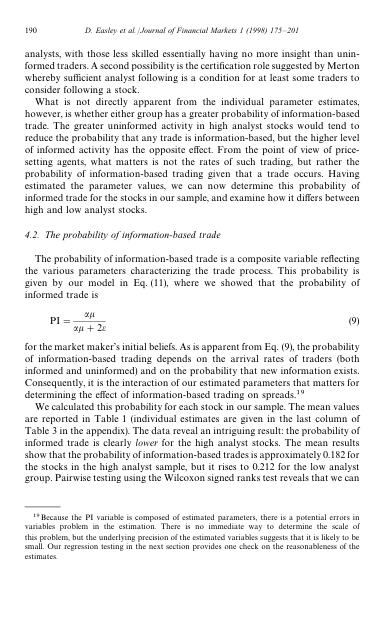 190 D. Easley et al. / Journal of Financial Markets 1 (1998) 175–201
analysts, with those less skilled essentially having no more insight than unin-
formed traders. A second possibility is the certification role suggested by Merton
whereby sufficient analyst following is a condition for at least some traders to
consider following a stock.
What is not directly apparent from the individual parameter estimates,
however, is whether either group has a greater probability of information-based
trade. The greater uninformed activity in high analyst stocks would tend to
reduce the probability that any trade is information-based, but the higher level
of informed activity has the opposite effect. From the point of view of price-
setting agents, what matters is not the rates of such trading, but rather the
probability of information-based trading given that a trade occurs. Having
estimated the parameter values, we can now determine this probability of
informed trade for the stocks in our sample, and examine how it differs between
high and low analyst stocks.
4.2. The probability of information-based trade
The probability of information-based trade is a composite variable reflecting
the various parameters characterizing the trade process. This probability is
given by our model in Eq. (11), where we showed that the probability of
informed trade is
PI = αμ / (αμ + 2ε) (9)
for the market maker's initial beliefs. As is apparent from Eq. (9), the probability
of information-based trading depends on the arrival rates of traders (both
informed and uninformed) and on the probability that new information exists.
Consequently, it is the interaction of our estimated parameters that matters for
determining the effect of information-based trading on spreads.¹⁹
We calculated this probability for each stock in our sample. The mean values
are reported in Table 1 (individual estimates are given in the last column of
Table 3 in the appendix). The data reveal an intriguing result: the probability of
informed trade is clearly lower for the high analyst stocks. The mean results
show that the probability of information-based trades is approximately 0.182 for
the stocks in the high analyst sample, but it rises to 0.212 for the low analyst
group. Pairwise testing using the Wilcoxon signed ranks test reveals that we can
¹⁹ Because the PI variable is composed of estimated parameters, there is a potential errors in
variables problem in the estimation. There is no immediate way to determine the scale of
this problem, but the underlying precision of the estimated variables suggests that it is likely to be
small. Our regression testing in the next section provides one check on the reasonableness of the
estimates.